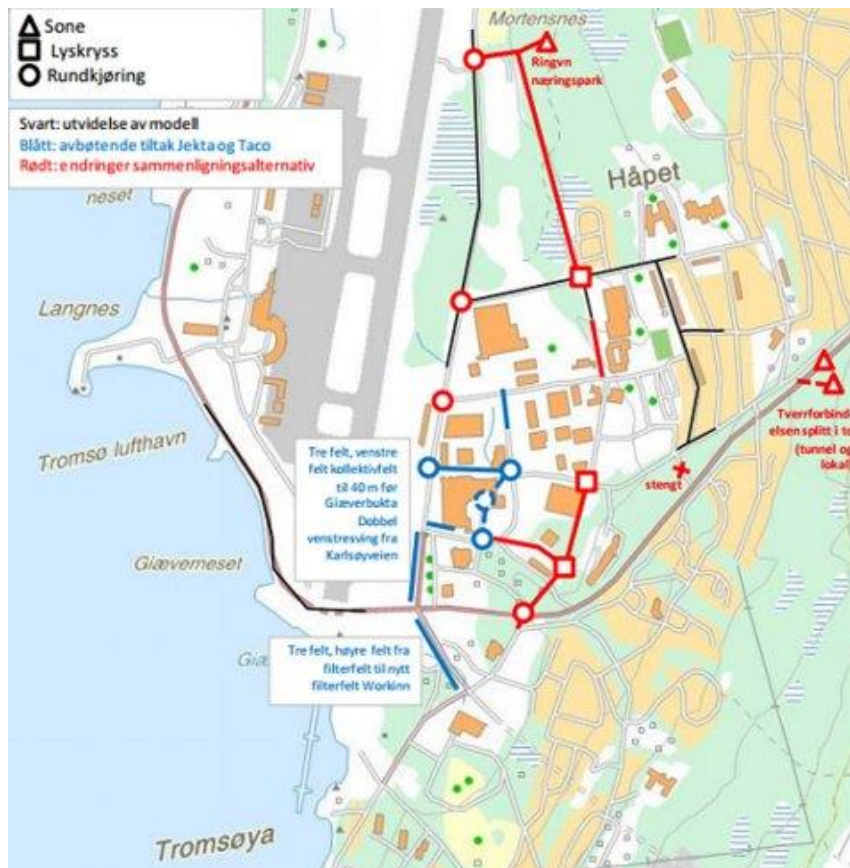 Mortensnes
Sone
Lyskryss
Rundkjøring
Ringvn
næringspark
Svart: utvidelse av modell
Blått: avbøtende tiltak Jekta og Taco
Rødt: endringer sammenligningsalternativ
neset
Håpet
Langnes
Tromsø lufthavn
Tverrforbind
elsen splitt i t
(tunnel og
lokal)
stengt
Tre felt, venstre
felt kollektivfelt
til 40 m før
Giæverbukta
Dobbel
venstresving fra
Karlsøyveien
Giæverneset
Giæ
Tre felt, høyre felt fra
filterfelt til nytt
filterfelt Workinn
Tromsøya